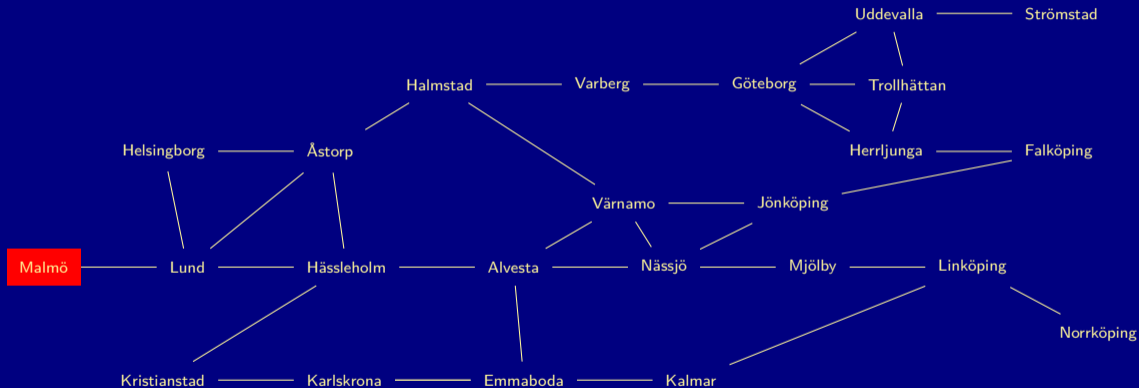 Uddevalla Strömstad
Halmstad Varberg Göteborg Trollhättan
Helsingborg Åstorp Herrljunga Falköping
Värnamo Jönköping
Malmö Lund Hässleholm Alvesta Nässjö Mjölby Linköping
Norrköping
Kristianstad Karlskrona Emmaboda Kalmar